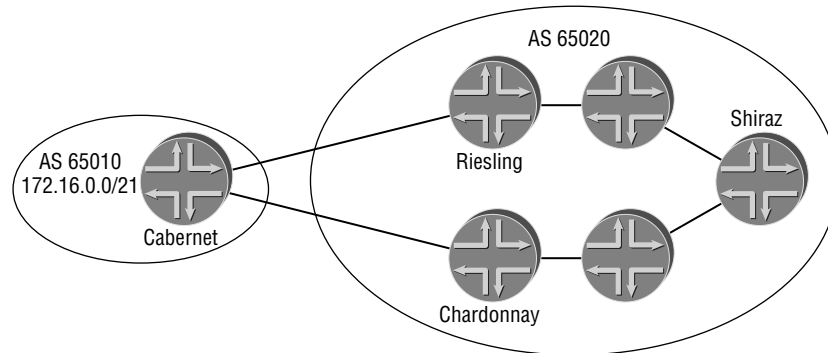 AS 65020
Shiraz
AS 65010
172.16.0.0/21
Riesling
Cabernet
Chardonnay